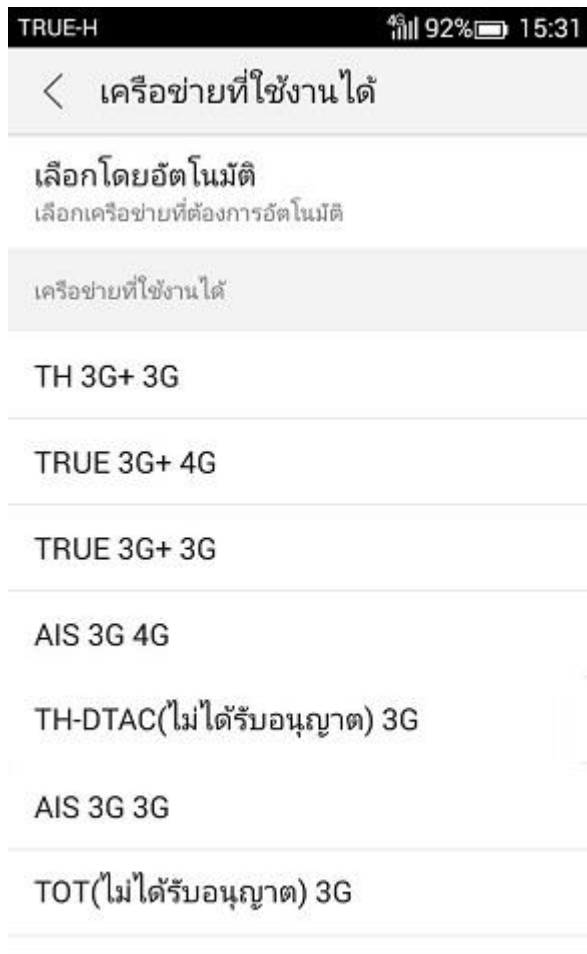 TRUE-H 4G 92% 15:31
เครือข่ายที่ใช้งานได้
เลือกโดยอัตโนมัติ
เลือกเครือข่ายที่ต้องการอัตโนมัติ
เครือข่ายที่ใช้งานได้
TH 3G+ 3G
TRUE 3G+ 4G
TRUE 3G+ 3G
AIS 3G 4G
TH-DTAC(ไม่ได้รับอนุญาต) 3G
AIS 3G 3G
TOT(ไม่ได้รับอนุญาต) 3G